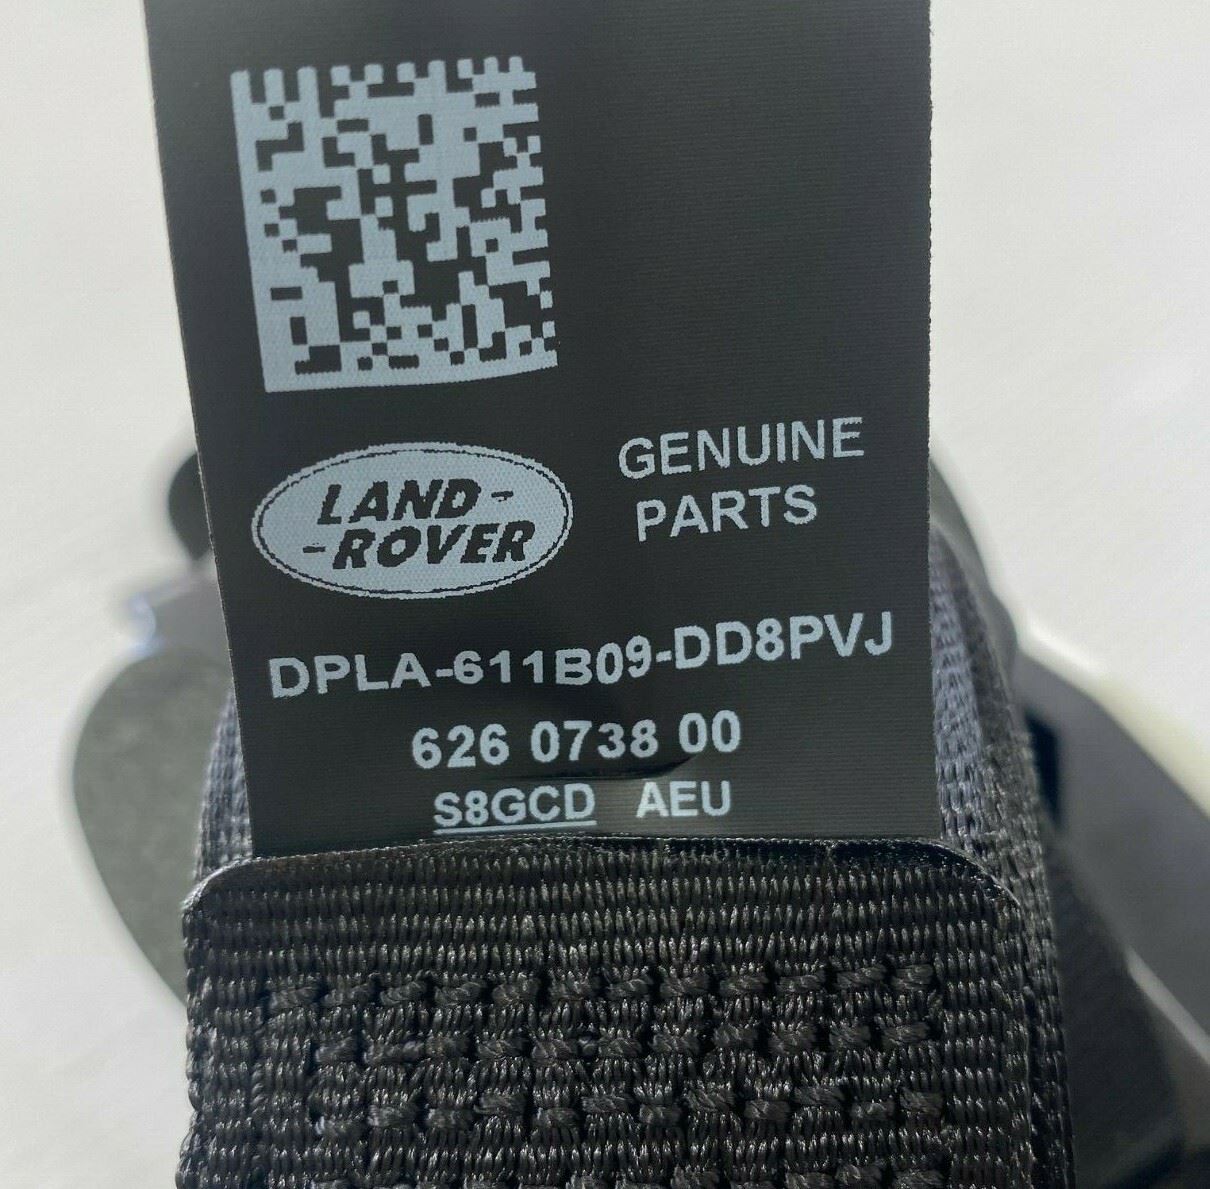 LAND-
-ROVER
GENUINE
PARTS
DPLA-611B09-DD8PVJ
626 0738 00
S8GCD AEU